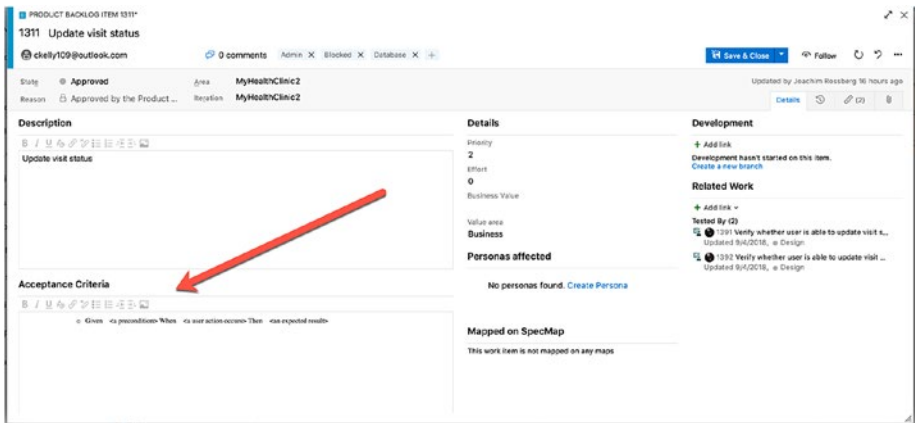 PRODUCT BACKLOG ITEM 1311*
1311 Update visit status
ckelly109@outlook.com 0 comments Admin X Blocked X Database X +
Save & Close Follow
State Approved Area MyHealthClinic2 Updated by Joachim Rossberg 16 hours ago
Reason Approved by the Product ... Iteration MyHealthClinic2
Details (2)
Description
B I U
Update visit status
Acceptance Criteria
B I U
Given <a precondition> When <a user action occurs> Then <an expected result>
Details
Priority
2
Effort
0
Business Value
Value area
Business
Personas affected
No personas found. Create Persona
Mapped on SpecMap
This work item is not mapped on any maps
Development
+ Add link
Development hasn't started on this item.
Create a new branch
Related Work
+ Add link
Tested By (2)
1391 Verify whether user is able to update visit s...
Updated 9/4/2018, Design
1392 Verify whether user is able to update visit ...
Updated 9/4/2018, Design